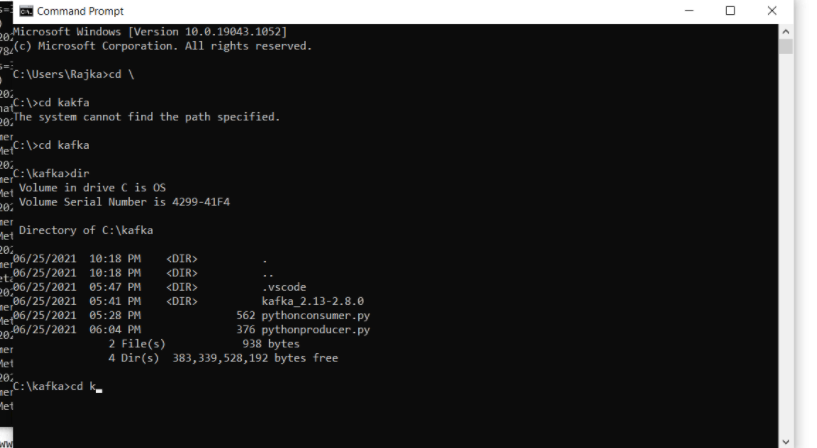 Command Prompt
Microsoft Windows [Version 10.0.19043.1052]
(c) Microsoft Corporation. All rights reserved.
C:\Users\Rajka>cd \
C:\>cd kakfa
The system cannot find the path specified.
C:\>cd kafka
C:\kafka>dir
Volume in drive C is OS
Volume Serial Number is 4299-41F4
Directory of C:\kafka
06/25/2021 10:18 PM <DIR> .
06/25/2021 10:18 PM <DIR> ..
06/25/2021 05:47 PM <DIR> .vscode
06/25/2021 05:41 PM <DIR> kafka_2.13-2.8.0
06/25/2021 05:28 PM 562 pythonconsumer.py
06/25/2021 06:04 PM 376 pythonproducer.py
2 File(s) 938 bytes
4 Dir(s) 383,339,528,192 bytes free
C:\kafka>cd k